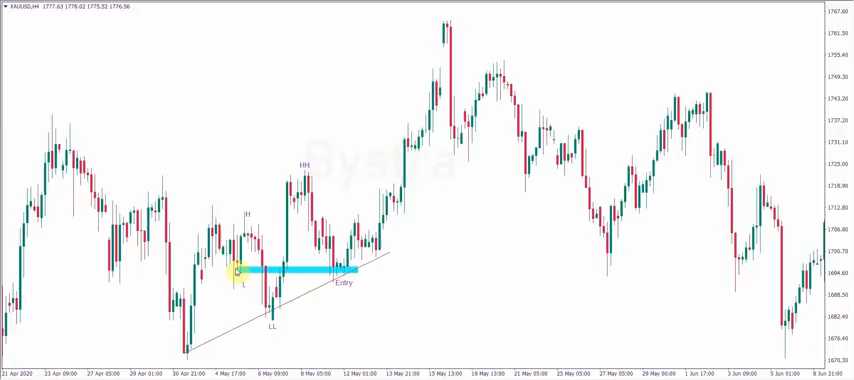 XAUUSD,H4 1777.63 1778.02 1775.52 1776.56
1767.60
1761.50
1755.40
1749.30
1743.20
1737.10
1731.00
1725.00
1718.90
1712.80
1706.80
1700.70
1694.60
1688.50
1682.50
1676.40
1670.30
Bystra
HH
H
L
LL
Entry
21 Apr 2020
23 Apr 09:00
27 Apr 05:00
29 Apr 01:00
30 Apr 21:00
4 May 17:00
6 May 09:00
8 May 05:00
12 May 01:00
13 May 21:00
15 May 13:00
19 May 13:00
21 May 05:00
25 May 05:00
27 May 05:00
29 May 00:00
1 Jun 17:00
3 Jun 09:00
5 Jun 01:00
8 Jun 21:00